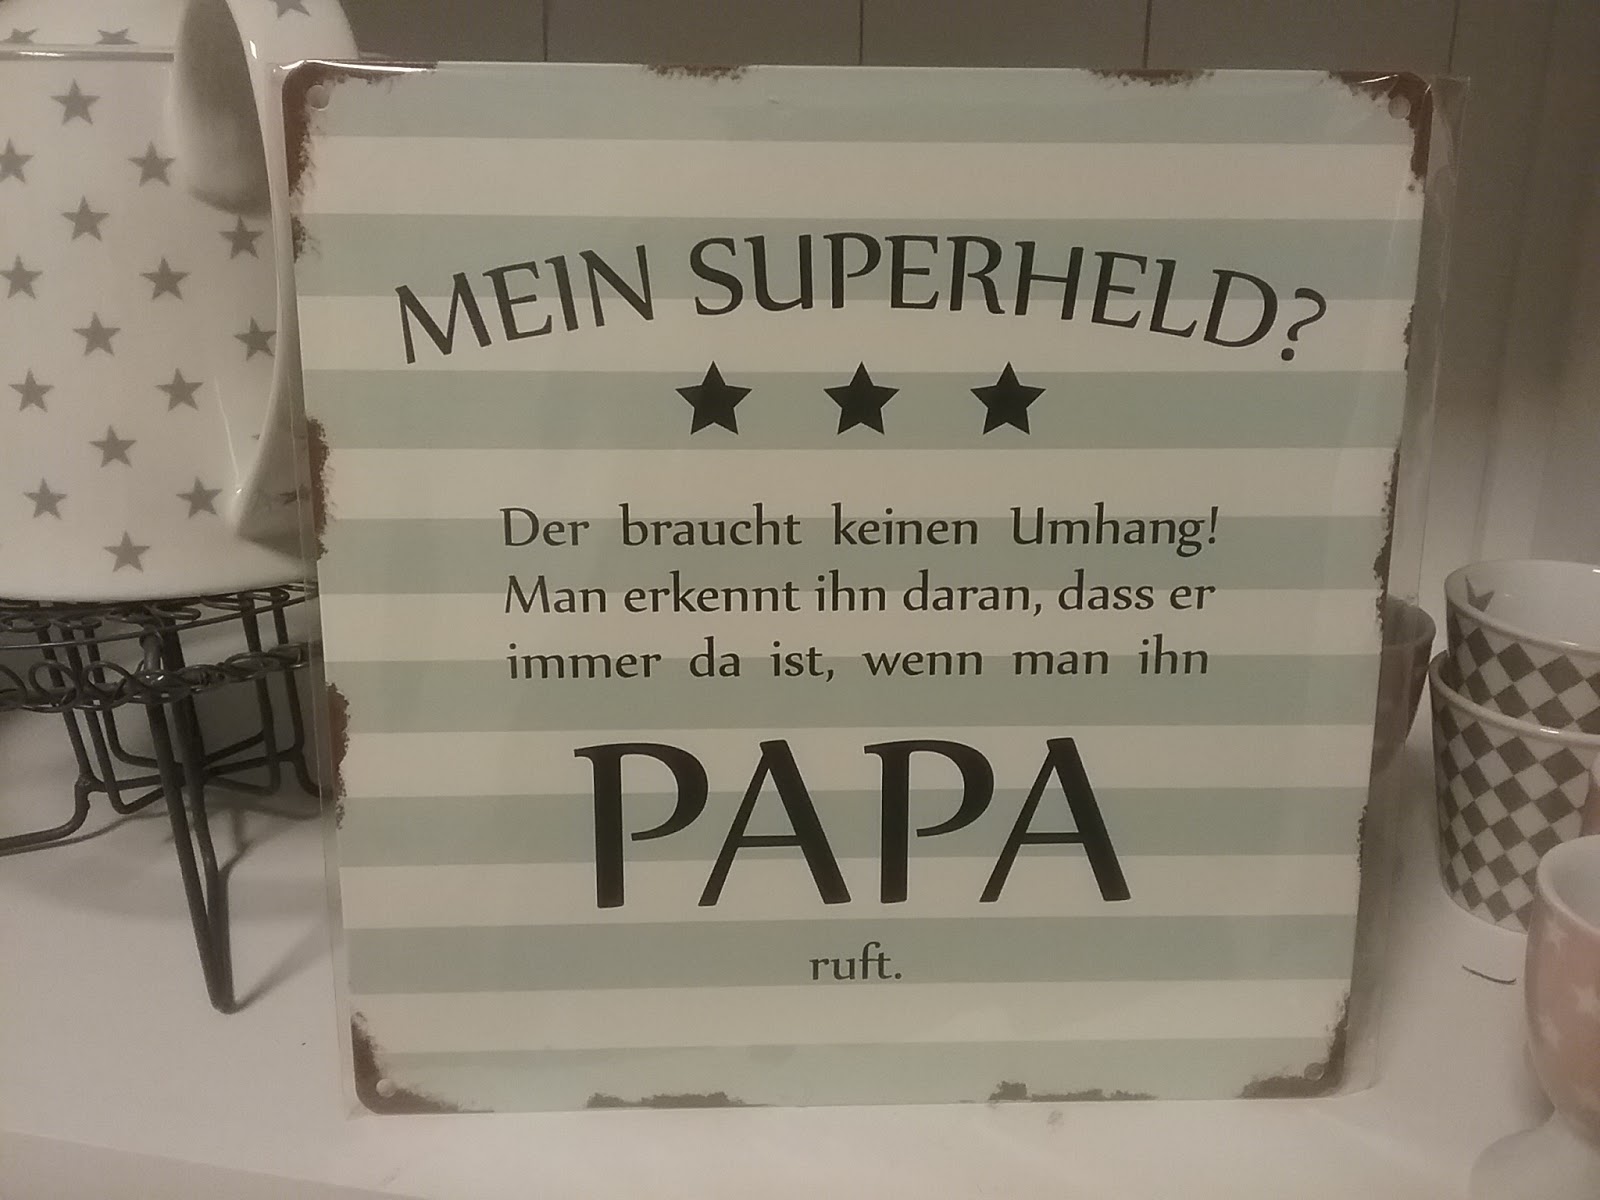 MEIN SUPERHELD?
Der braucht keinen Umhang!
Man erkennt ihn daran, dass er
immer da ist, wenn man ihn
PAPA
ruft.